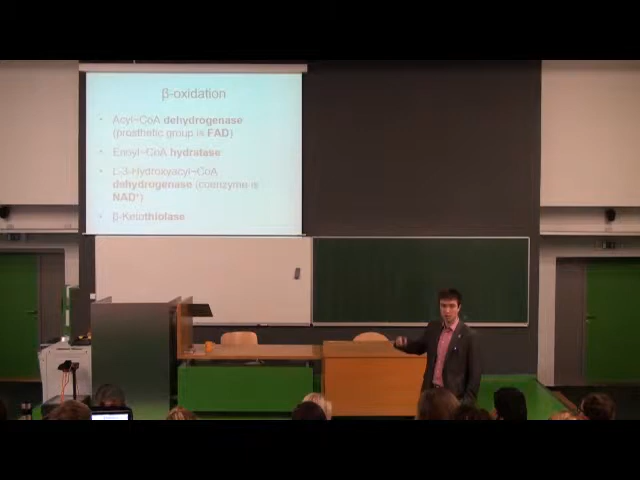 β-oxidation
• Acyl~CoA dehydrogenase
(prosthetic group is FAD)
• Enoyl~CoA hydratase
• L-3-Hydroxyacyl~CoA
dehydrogenase (coenzyme is
NAD⁺)
• β-Ketothiolase